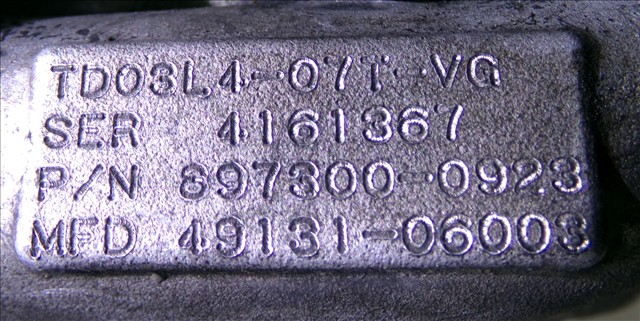 TD03L4-07T VG
SER 4161367
P/N 897300-0923
MFD 49131-06003